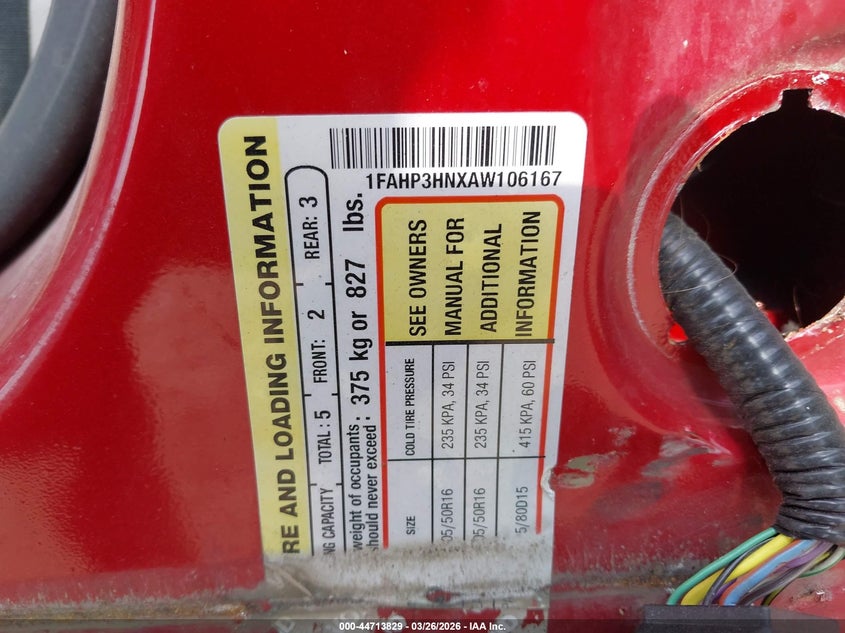 1FAHP3HNXAW106167
RE AND LOADING INFORMATION
NG CAPACITY TOTAL : 5 FRONT: 2 REAR: 3
weight of occupants :
should never exceed : 375 kg or 827 lbs.
SIZE COLD TIRE PRESSURE SEE OWNERS
05/50R16 235 KPA, 34 PSI MANUAL FOR
05/50R16 235 KPA, 34 PSI ADDITIONAL
5/80D15 415 KPA, 60 PSI INFORMATION
000-44713829 - 03/26/2026 - IAA, Inc.